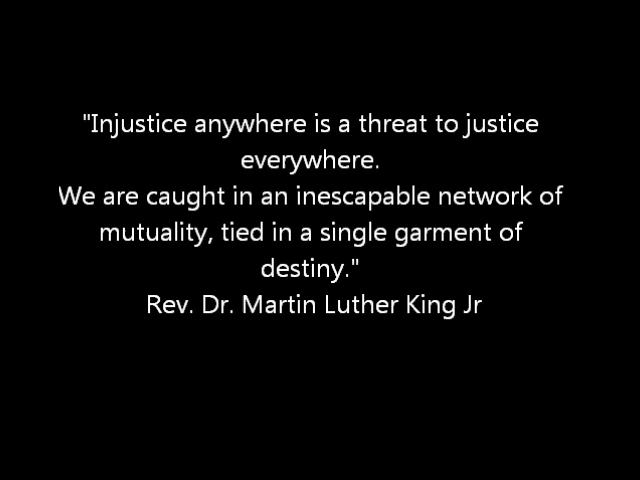 "Injustice anywhere is a threat to justice
everywhere.
We are caught in an inescapable network of
mutuality, tied in a single garment of
destiny."
Rev. Dr. Martin Luther King Jr